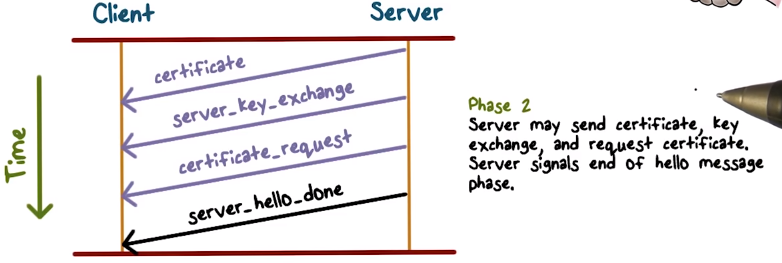 Client
Server
certificate
server_key_exchange
certificate_request
server_hello_done
Time
Phase 2
Server may send certificate, key
exchange, and request certificate.
Server signals end of hello message
phase.